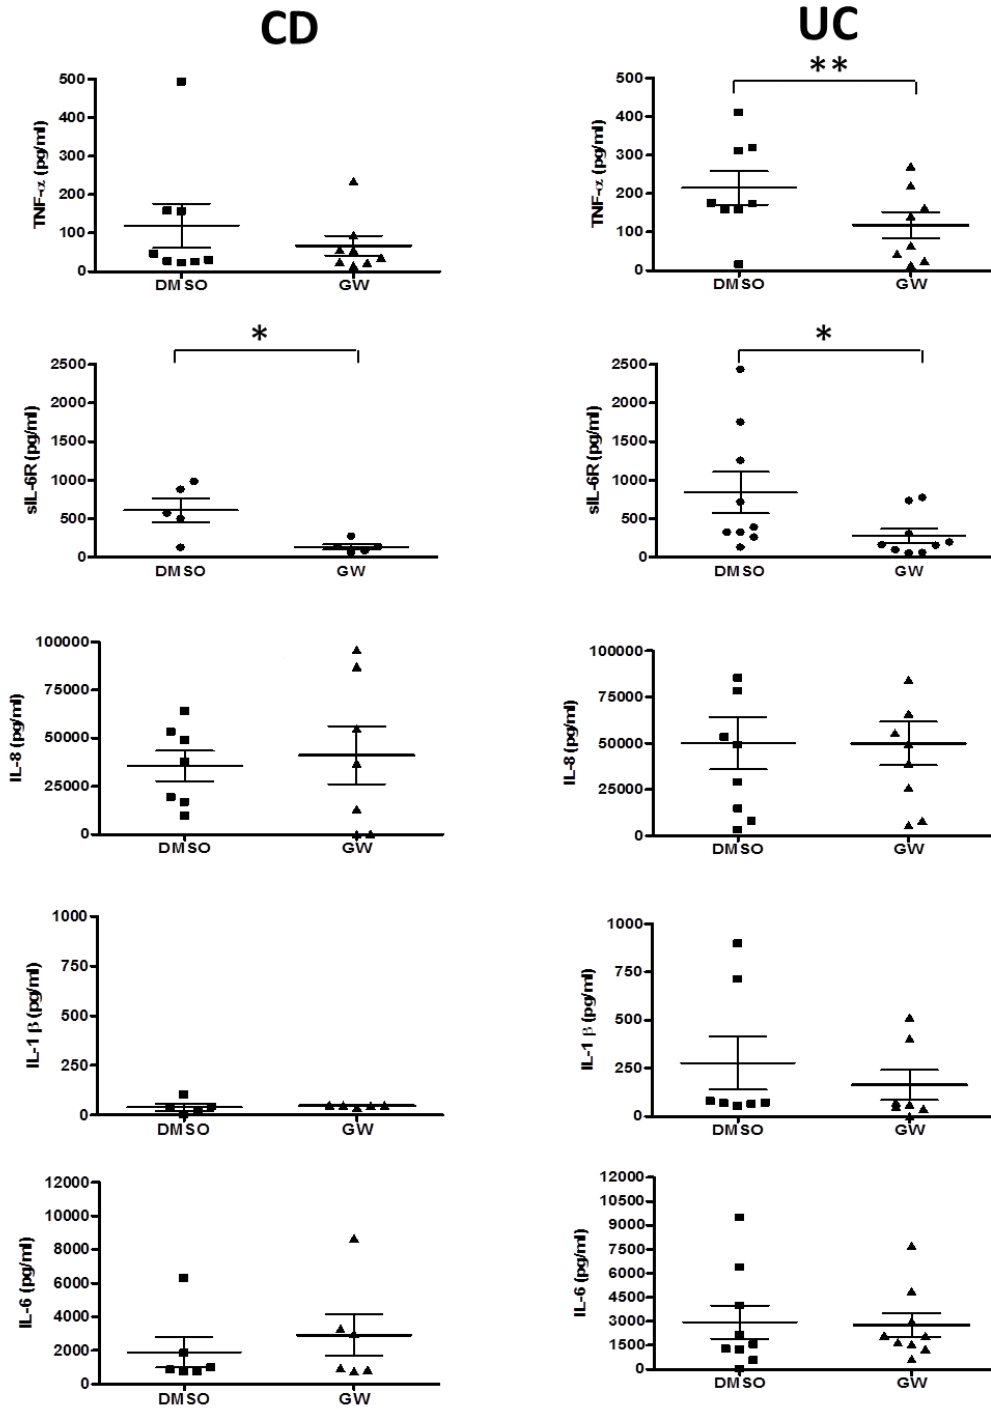 CD
UC
TNF-α (pg/ml)
500
400
300
200
100
0
DMSO
GW
**
TNF-α (pg/ml)
500
400
300
200
100
0
DMSO
GW
*
sIL-6R (pg/ml)
2500
2000
1500
1000
500
0
DMSO
GW
*
sIL-6R (pg/ml)
2500
2000
1500
1000
500
0
DMSO
GW
IL-8 (pg/ml)
100000
75000
50000
25000
0
DMSO
GW
IL-8 (pg/ml)
100000
75000
50000
25000
0
DMSO
GW
IL-1 β (pg/ml)
1000
750
500
250
0
DMSO
GW
IL-1 β (pg/ml)
1000
750
500
250
0
DMSO
GW
IL-6 (pg/ml)
12000
10000
8000
6000
4000
2000
0
DMSO
GW
IL-6 (pg/ml)
12000
10500
9000
7500
6000
4500
3000
1500
0
DMSO
GW